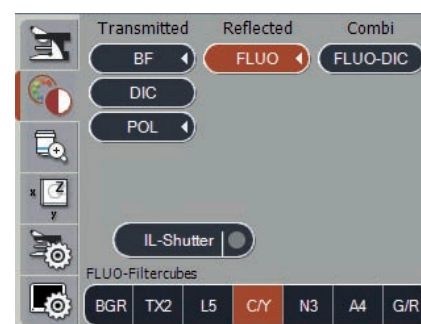 Transmitted Reflected Combi
BF FLUO FLUO-DIC
DIC
POL
x Z
y
IL-Shutter
FLUO-Filtercubes
BGR TX2 L5 C/Y N3 A4 G/R